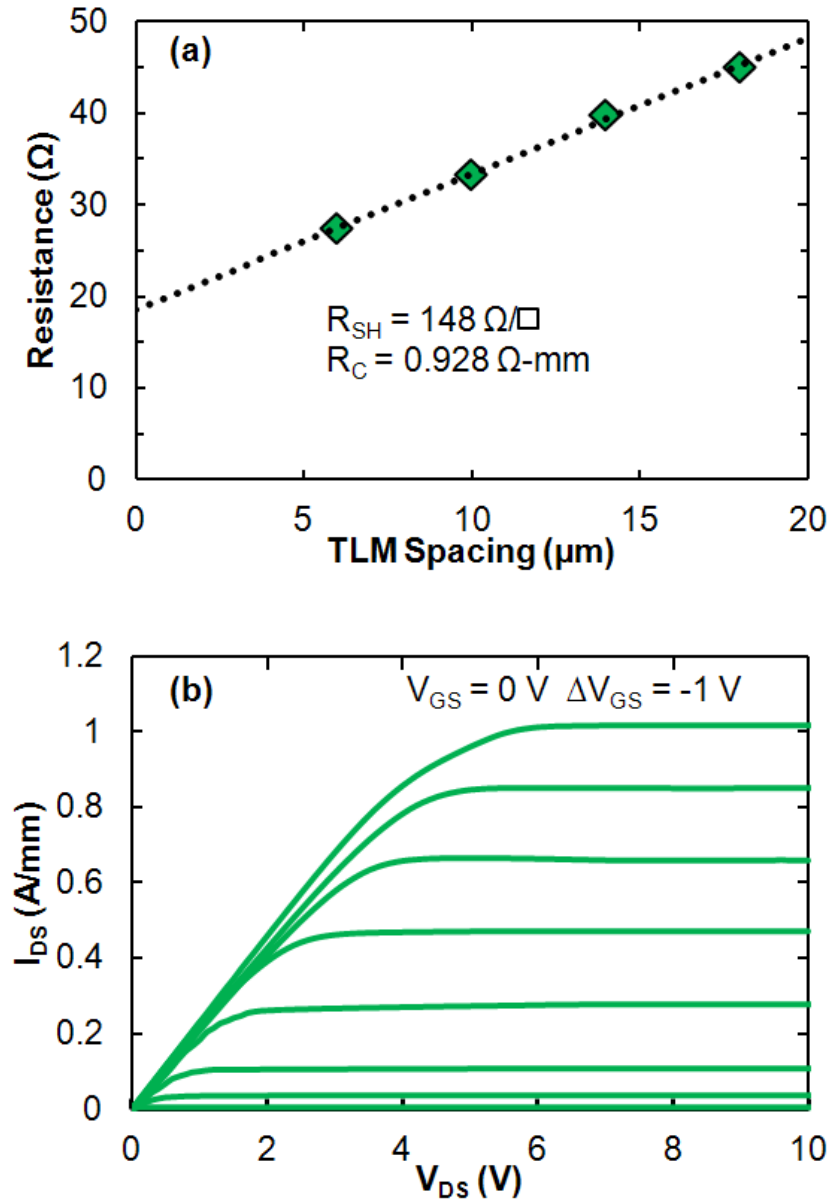 (a)
50
40
30
20
10
0
Resistance (Ω)
R_SH = 148 Ω/□
R_C = 0.928 Ω-mm
0 5 10 15 20
TLM Spacing (µm)
(b)
V_GS = 0 V ΔV_GS = -1 V
1.2
1
0.8
0.6
0.4
0.2
0
I_DS (A/mm)
0 2 4 6 8 10
V_DS (V)